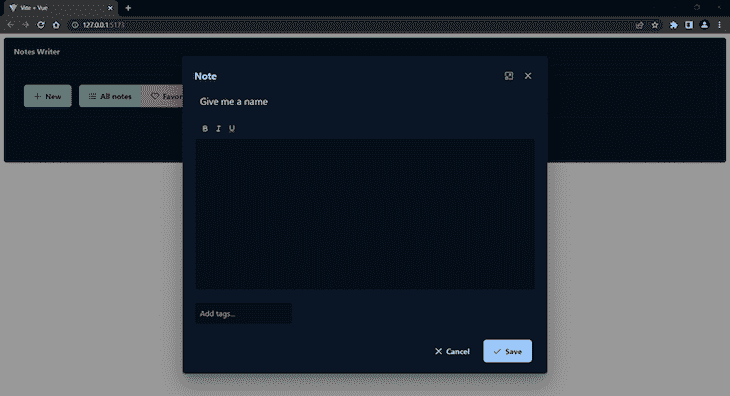 Vite + Vue
127.0.0.1:5173
Notes Writer
Note
Give me a name
New
All notes
Favor
B I U
Add tags...
Cancel
Save